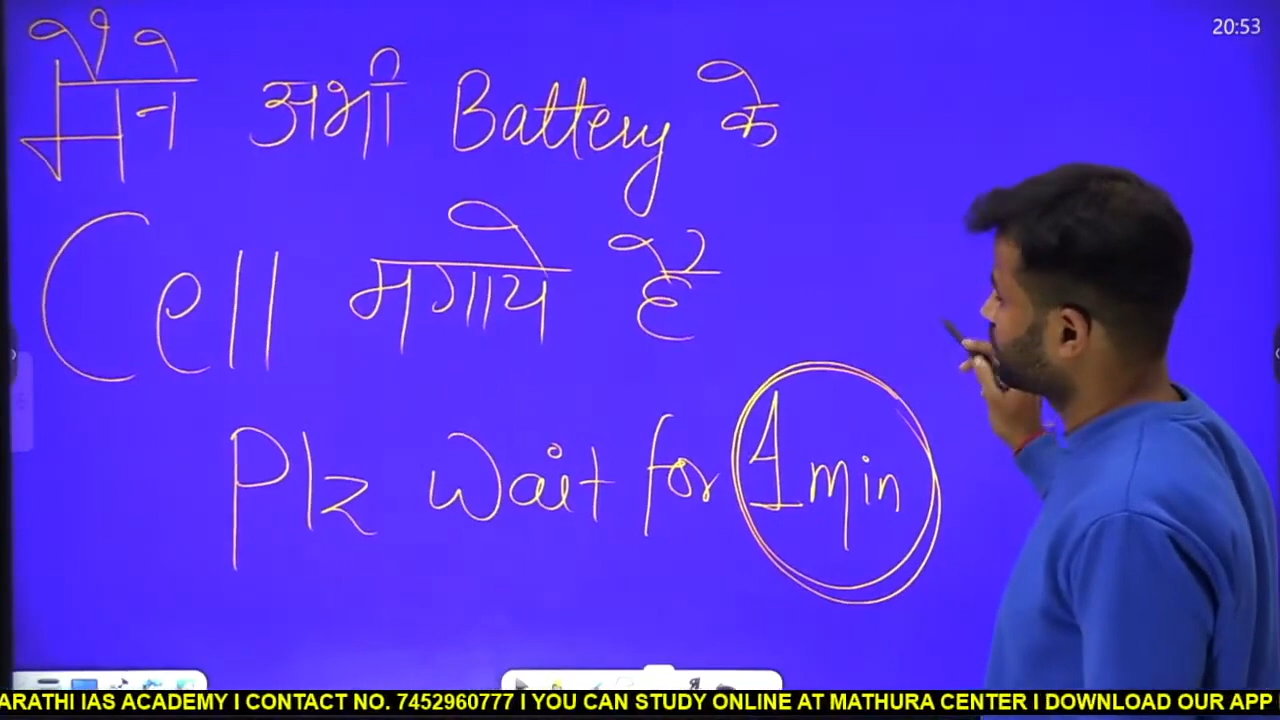 20:53
मैने अभी Battery के
Cell मगाये है
Plz wait for 1 min
ARATHI IAS ACADEMY I CONTACT NO. 7452960777 I YOU CAN STUDY ONLINE AT MATHURA CENTER I DOWNLOAD OUR APP